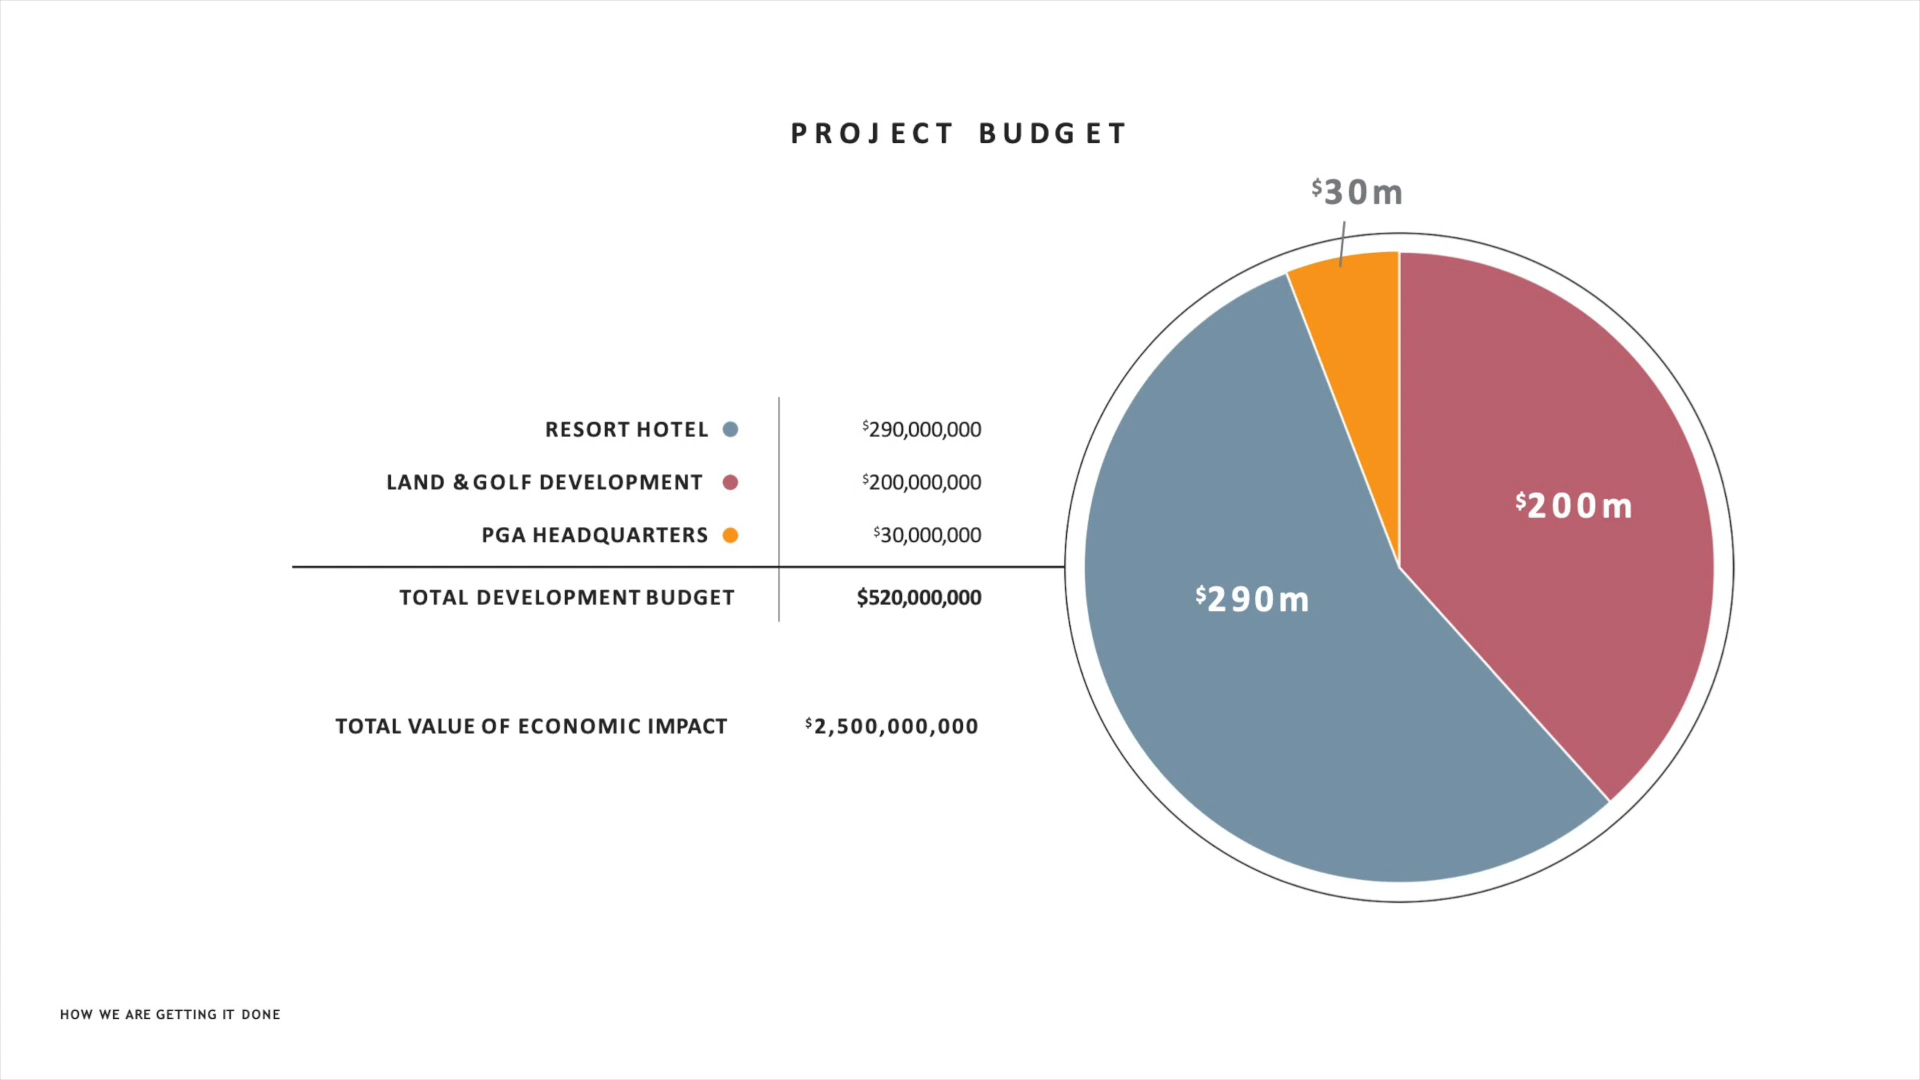 PROJECT BUDGET
$30m
RESORT HOTEL $290,000,000
LAND & GOLF DEVELOPMENT $200,000,000
PGA HEADQUARTERS $30,000,000
TOTAL DEVELOPMENT BUDGET $520,000,000
TOTAL VALUE OF ECONOMIC IMPACT $2,500,000,000
$200m
$290m
HOW WE ARE GETTING IT DONE